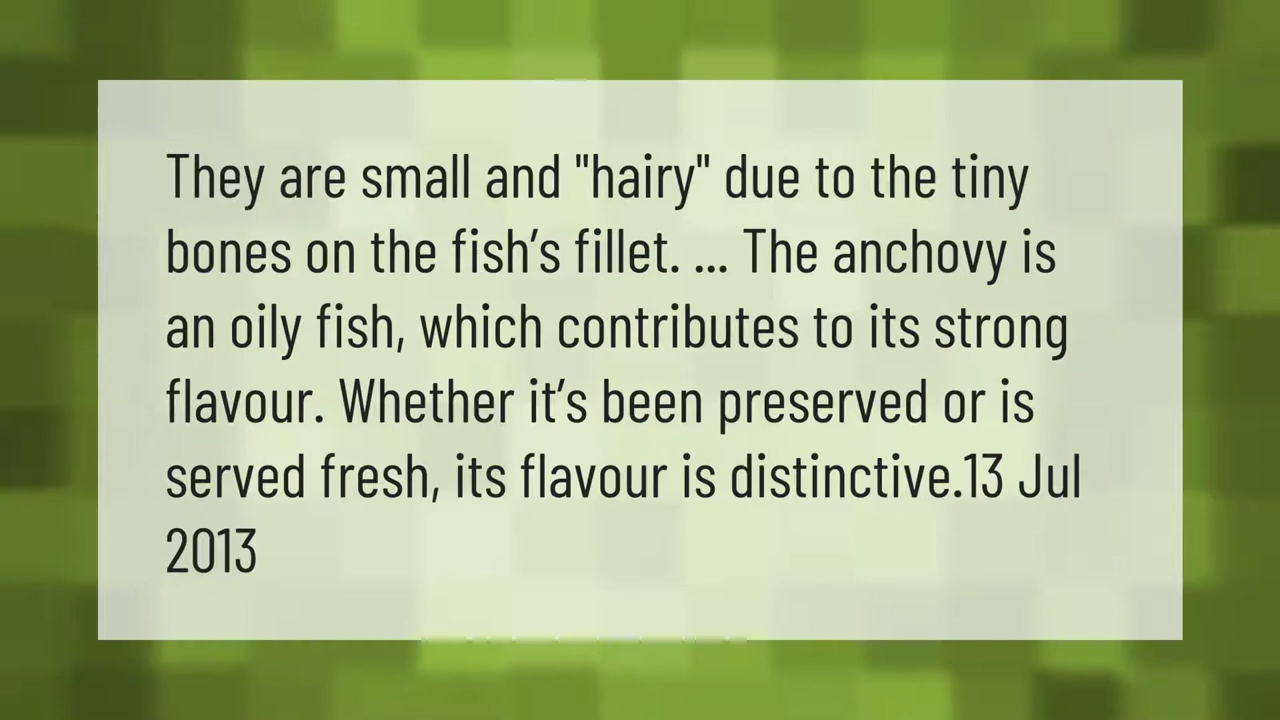 They are small and "hairy" due to the tiny
bones on the fish’s fillet. ... The anchovy is
an oily fish, which contributes to its strong
flavour. Whether it’s been preserved or is
served fresh, its flavour is distinctive.13 Jul
2013